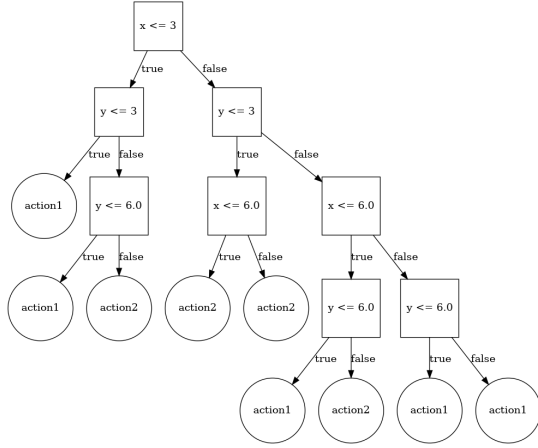 x <= 3
true
false
y <= 3
y <= 3
true
false
true
false
action1
y <= 6.0
x <= 6.0
x <= 6.0
true
false
true
false
true
false
action1
action2
action2
action2
y <= 6.0
y <= 6.0
true
false
true
false
action1
action2
action1
action1